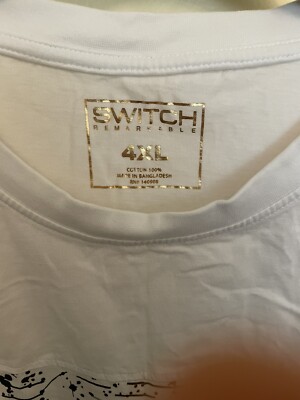 SWITCH
REMARKABLE
4XL
COTTON 100%
MADE IN BANGLADESH